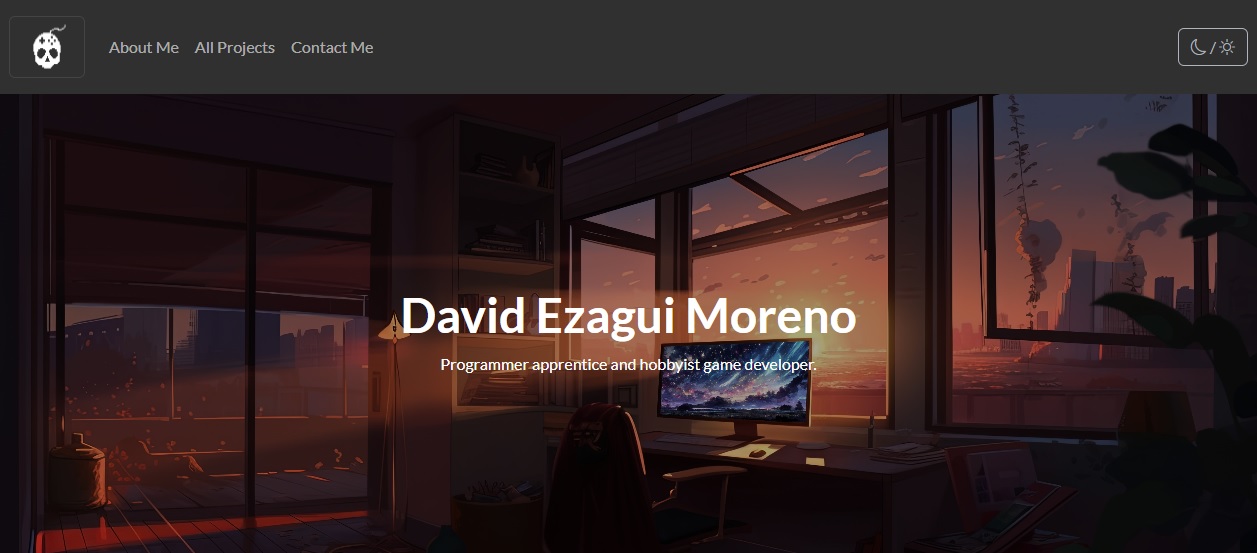 About Me All Projects Contact Me /
David Ezagui Moreno
Programmer apprentice and hobbyist game developer.